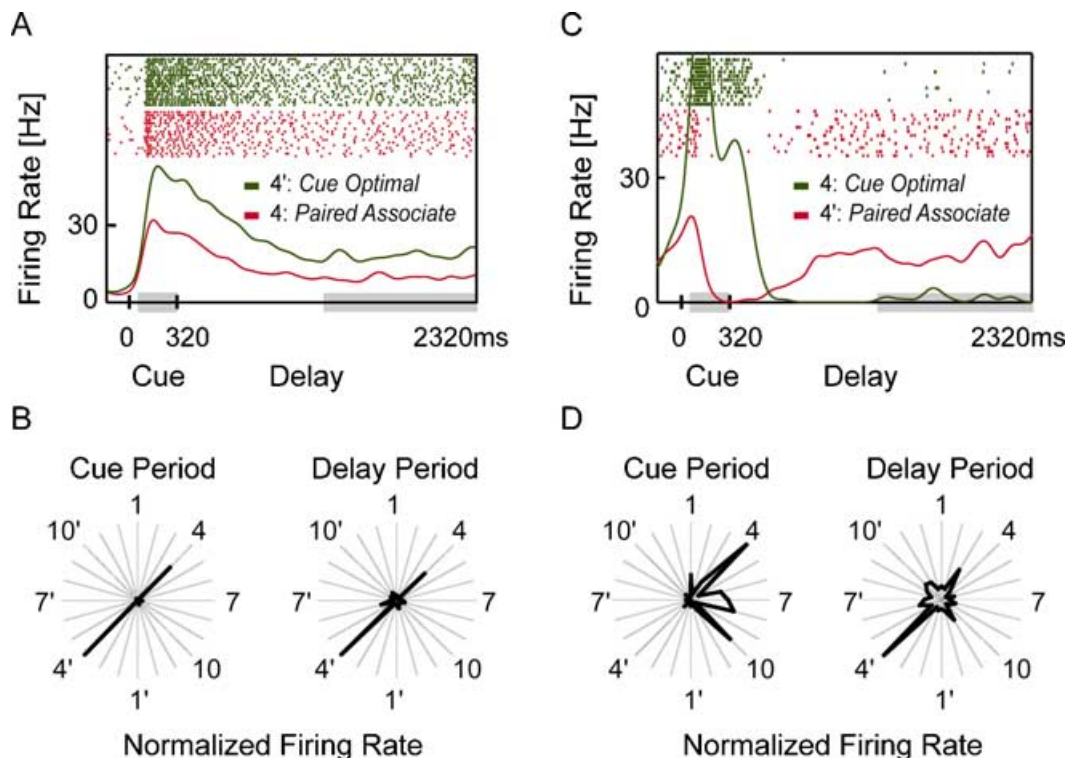 A
Firing Rate [Hz]
30
0
4': Cue Optimal
4: Paired Associate
0 320 2320ms
Cue Delay
C
Firing Rate [Hz]
30
0
4: Cue Optimal
4': Paired Associate
0 320 2320ms
Cue Delay
B
Cue Period
1
10' 4
7' 7
4' 10
1'
Delay Period
1
4
7
10
1'
4'
7'
10'
Normalized Firing Rate
D
Cue Period
1
10' 4
7' 7
4' 10
1'
Delay Period
1
10' 4
7' 7
4' 10
1'
Normalized Firing Rate